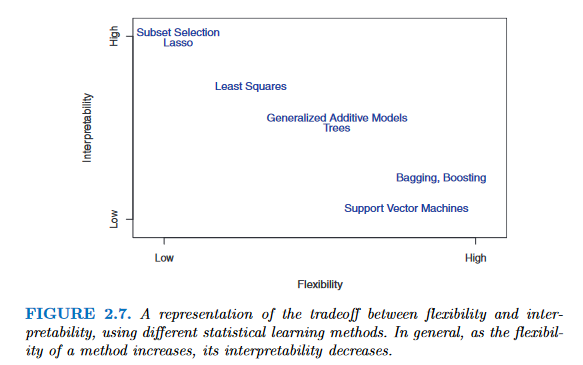 High
Subset Selection
Lasso
Least Squares
Generalized Additive Models
Trees
Bagging, Boosting
Support Vector Machines
Interpretability
Low
Low
High
Flexibility
FIGURE 2.7. A representation of the tradeoff between flexibility and inter-
pretability, using different statistical learning methods. In general, as the flexibil-
ity of a method increases, its interpretability decreases.